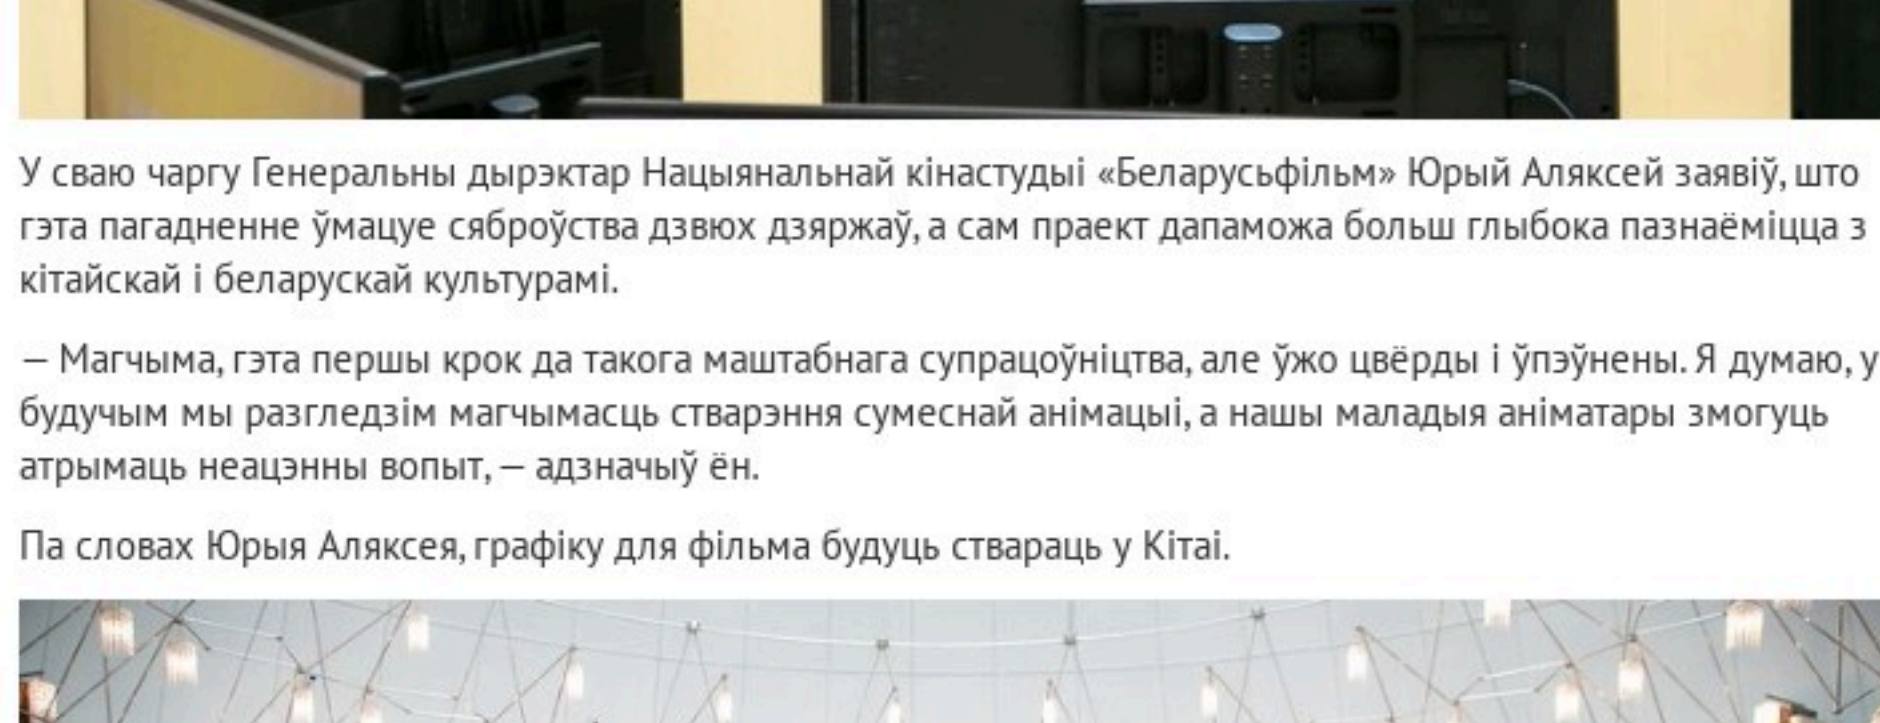 У сваю чаргу Генеральны дырэктар Нацыянальнай кінастудыі «Беларусьфільм» Юрый Аляксей заявіў, што
гэта пагадненне ўмацуе сяброўства дзвюх дзяржаў, а сам праект дапаможа больш глыбока пазнаёміцца з
кітайскай і беларускай культурамі.
— Магчыма, гэта першы крок да такога маштабнага супрацоўніцтва, але ўжо цвёрды і ўпэўнены. Я думаю, у
будучым мы разгледзім магчымасць стварэння сумеснай анімацыі, а нашы маладыя аніматары змогуць
атрымаць неацэнны вопыт, — адзначыў ён.
Па словах Юрыя Аляксея, графіку для фільма будуць ствараць у Кітаі.